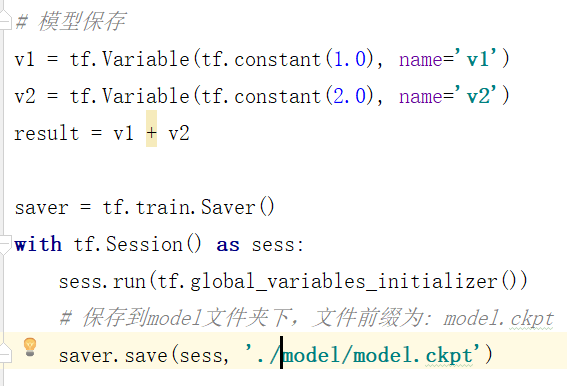 # 模型保存
v1 = tf.Variable(tf.constant(1.0), name='v1')
v2 = tf.Variable(tf.constant(2.0), name='v2')
result = v1 + v2
saver = tf.train.Saver()
with tf.Session() as sess:
    sess.run(tf.global_variables_initializer())
    # 保存到model文件夹下，文件前缀为: model.ckpt
    saver.save(sess, './model/model.ckpt')